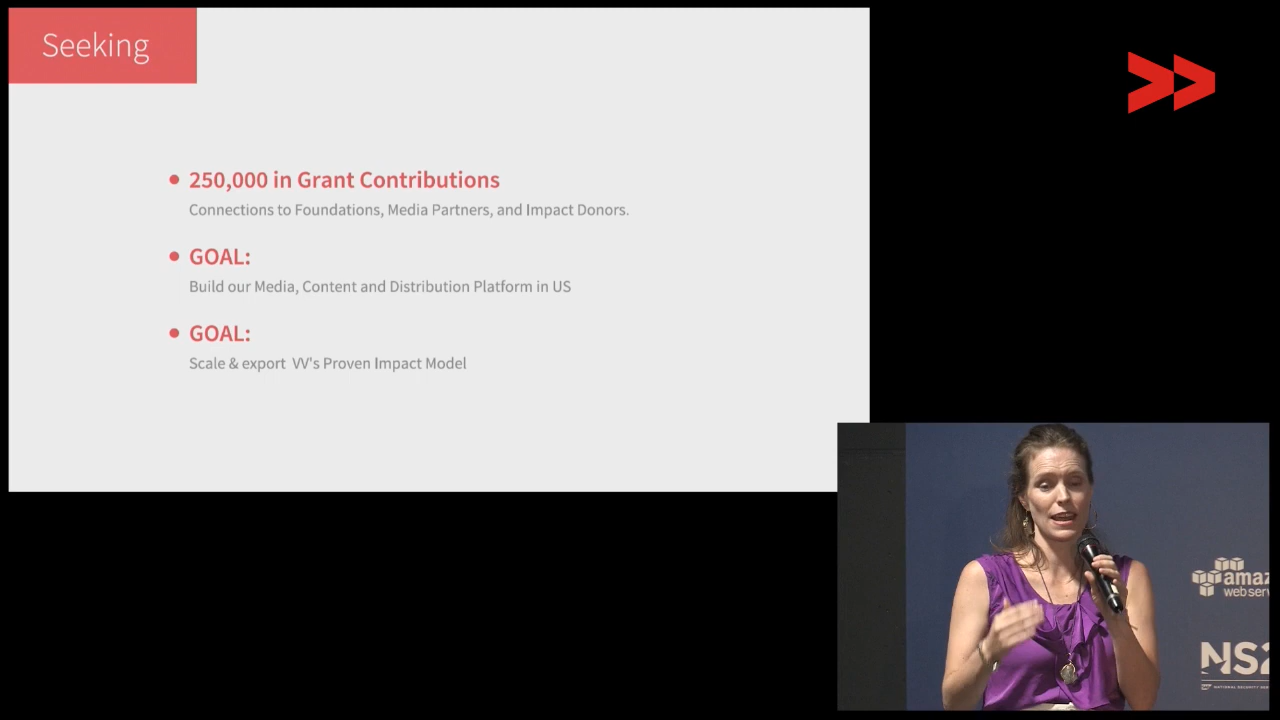 Seeking
250,000 in Grant Contributions
Connections to Foundations, Media Partners, and Impact Donors.
GOAL:
Build our Media, Content and Distribution Platform in US
GOAL:
Scale & export VV's Proven Impact Model
amaz
web serv
NS2